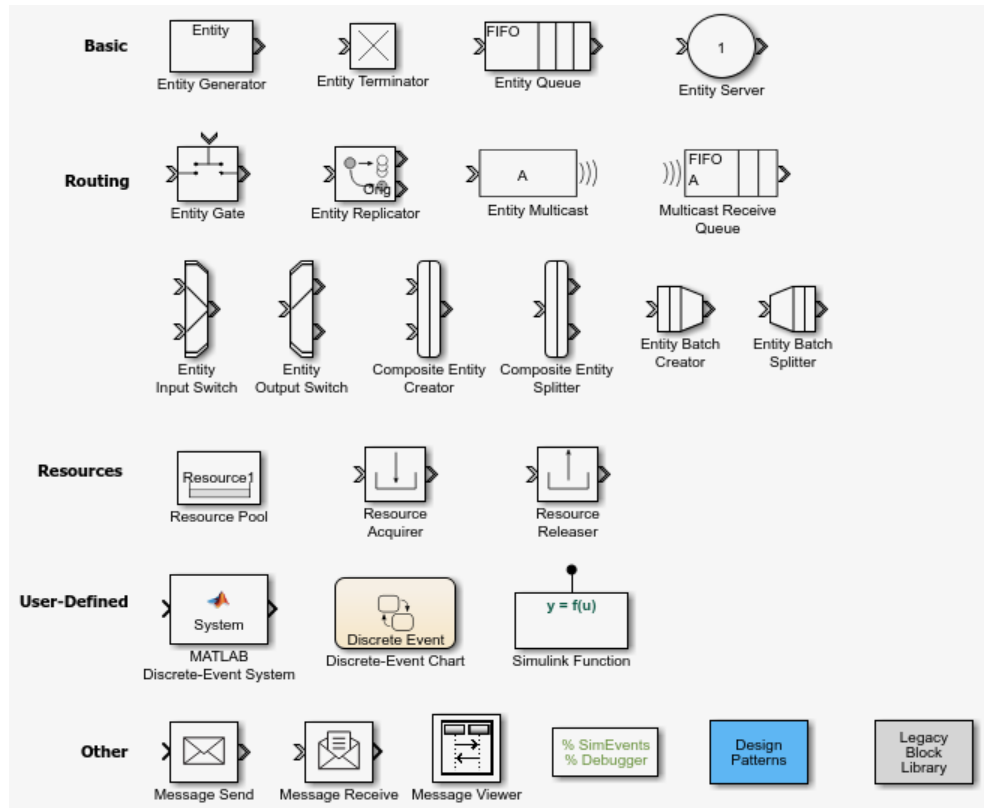 Basic
Entity
Entity Generator
Entity Terminator
FIFO
Entity Queue
1
Entity Server
Routing
Entity Gate
Orig
Entity Replicator
A
Entity Multicast
FIFO
A
Multicast Receive
Queue
Entity
Input Switch
Entity
Output Switch
Composite Entity
Creator
Composite Entity
Splitter
Entity Batch
Creator
Entity Batch
Splitter
Resources
Resource1
Resource Pool
Resource
Acquirer
Resource
Releaser
User-Defined
System
MATLAB
Discrete-Event System
Discrete Event
Discrete-Event Chart
y = f(u)
Simulink Function
Other
Message Send
Message Receive
Message Viewer
% SimEvents
% Debugger
Design
Patterns
Legacy
Block
Library